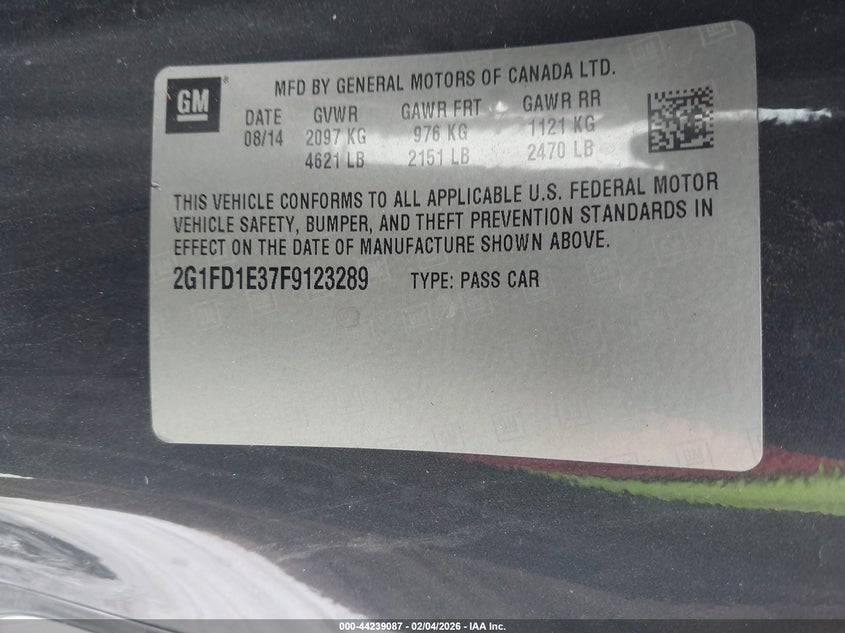 GM
®
MFD BY GENERAL MOTORS OF CANADA LTD.
DATE GVWR GAWR FRT GAWR RR
08/14 2097 KG 976 KG 1121 KG
4621 LB 2151 LB 2470 LB
THIS VEHICLE CONFORMS TO ALL APPLICABLE U.S. FEDERAL MOTOR
VEHICLE SAFETY, BUMPER, AND THEFT PREVENTION STANDARDS IN
EFFECT ON THE DATE OF MANUFACTURE SHOWN ABOVE.
2G1FD1E37F9123289 TYPE: PASS CAR
000-44239087 - 02/04/2026 - IAA Inc.